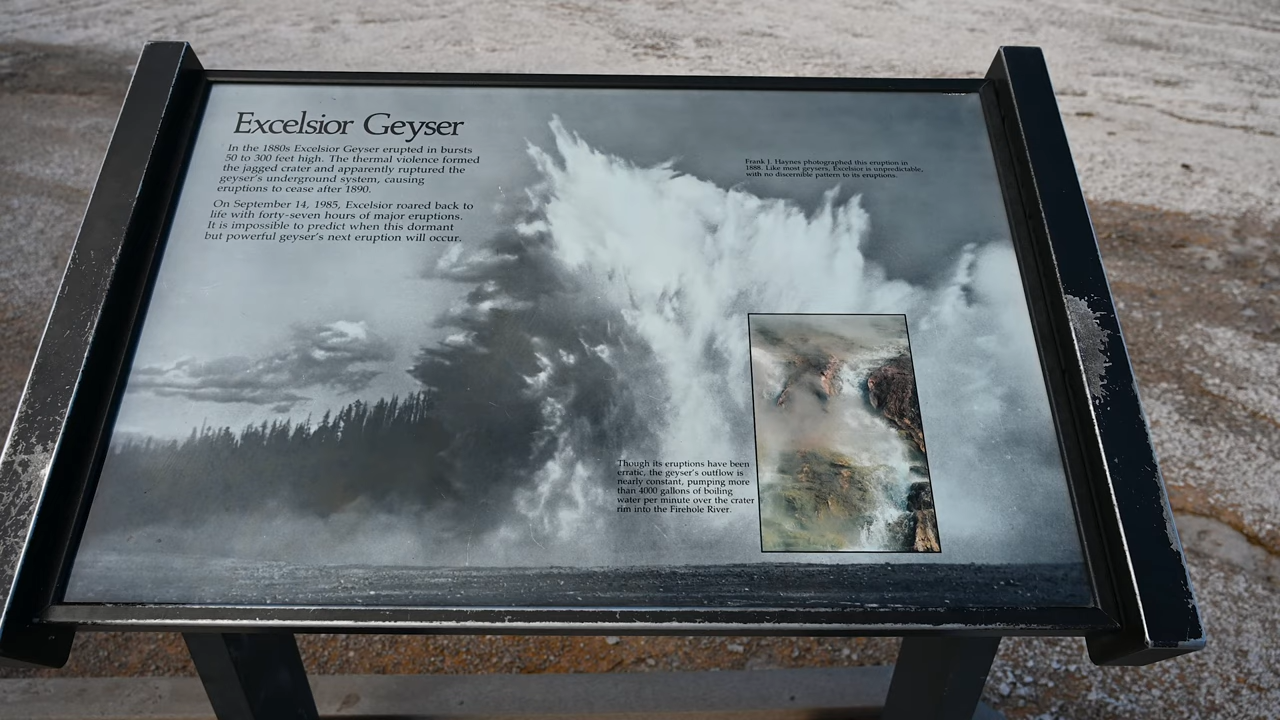 Excelsior Geyser
In the 1880s Excelsior Geyser erupted in bursts
50 to 300 feet high. The thermal violence formed
the jagged crater and apparently ruptured the
geyser's underground system, causing
eruptions to cease after 1890.
On September 14, 1985, Excelsior roared back to
life with forty-seven hours of major eruptions.
It is impossible to predict when this dormant
but powerful geyser's next eruption will occur.
Frank J. Haynes photographed this eruption in
1888. Like most geysers, Excelsior is unpredictable,
with no discernible pattern to its eruptions.
Though its eruptions have been
erratic, the geyser's outflow is
nearly constant, pumping more
than 4000 gallons of boiling
water per minute over the crater
rim into the Firehole River.